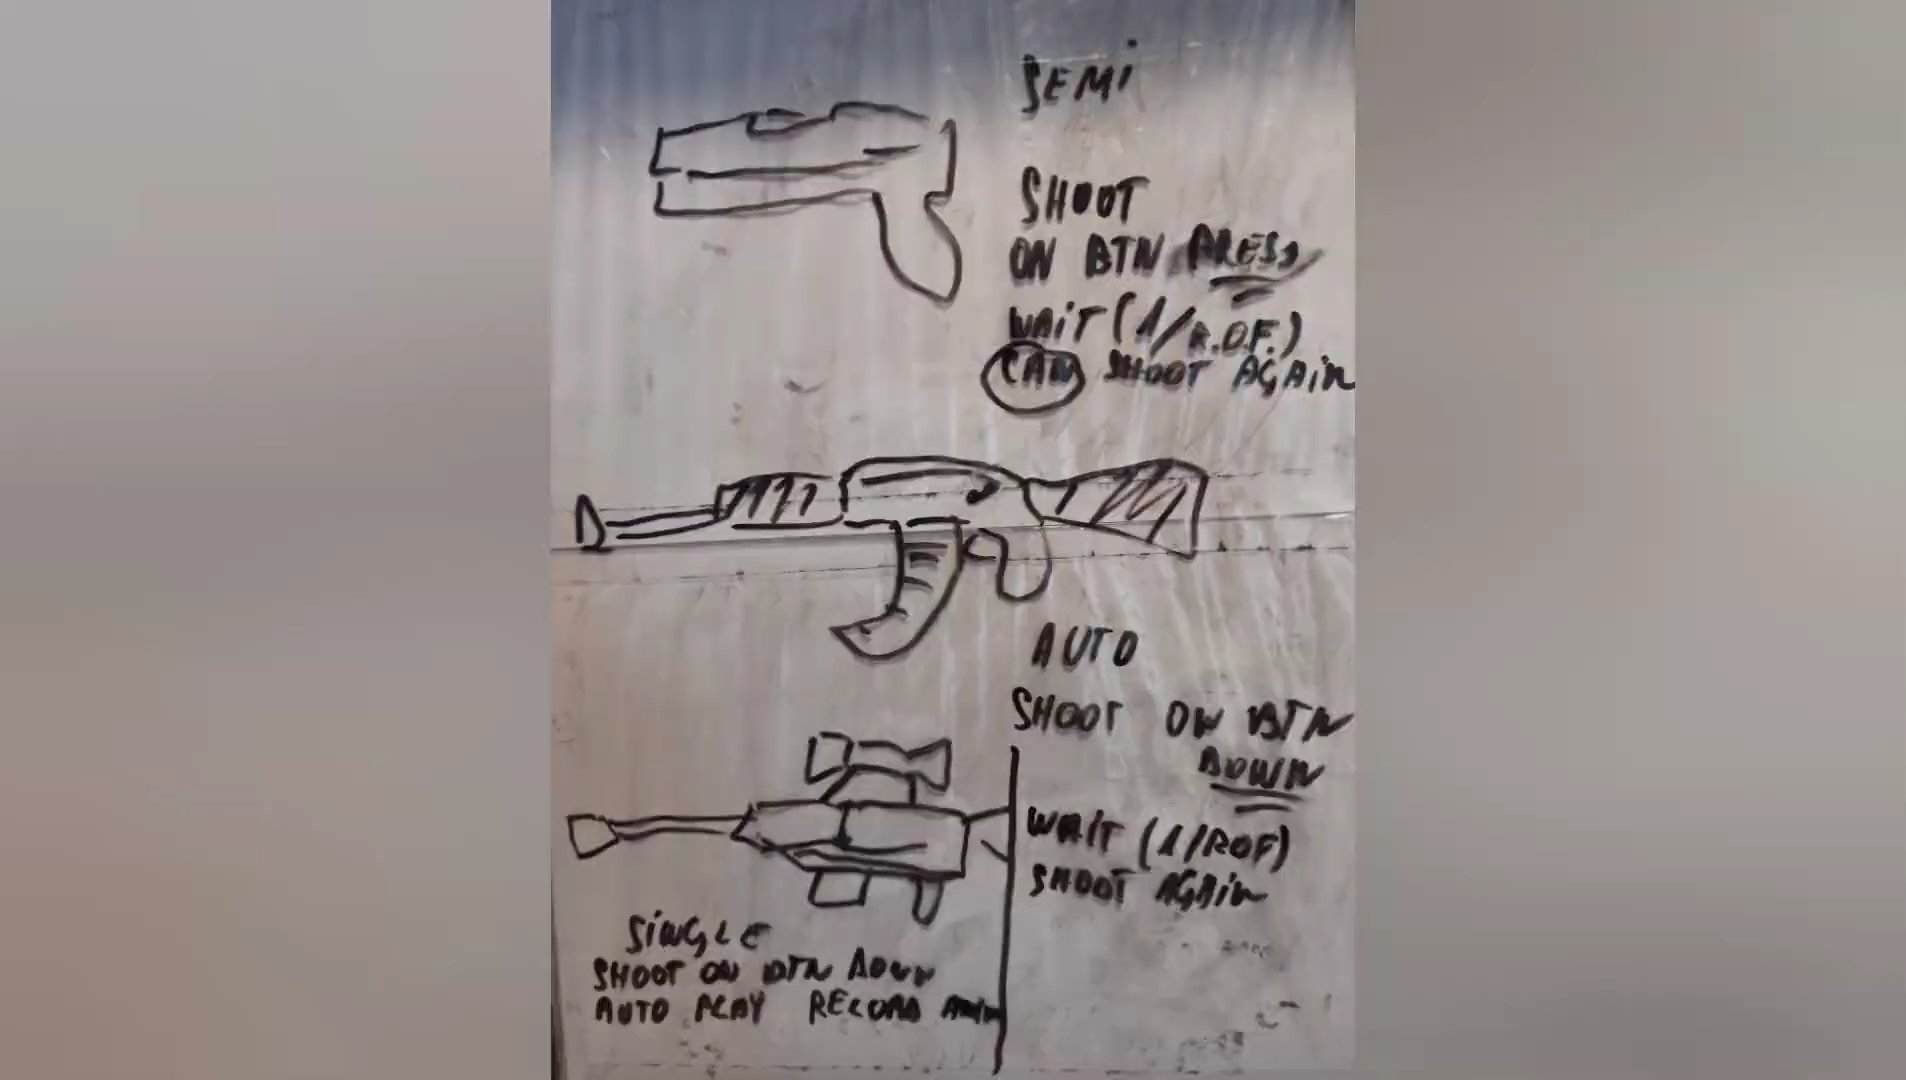 SEMI
SHOOT
ON BTN PRESS
WAIT (1/R.O.F.)
CAN SHOOT AGAIN
AUTO
SHOOT ON BTN
DOWN
WAIT (1/ROF)
SHOOT AGAIN
SINGLE
SHOOT ON BTN DOWN
AUTO PLAY